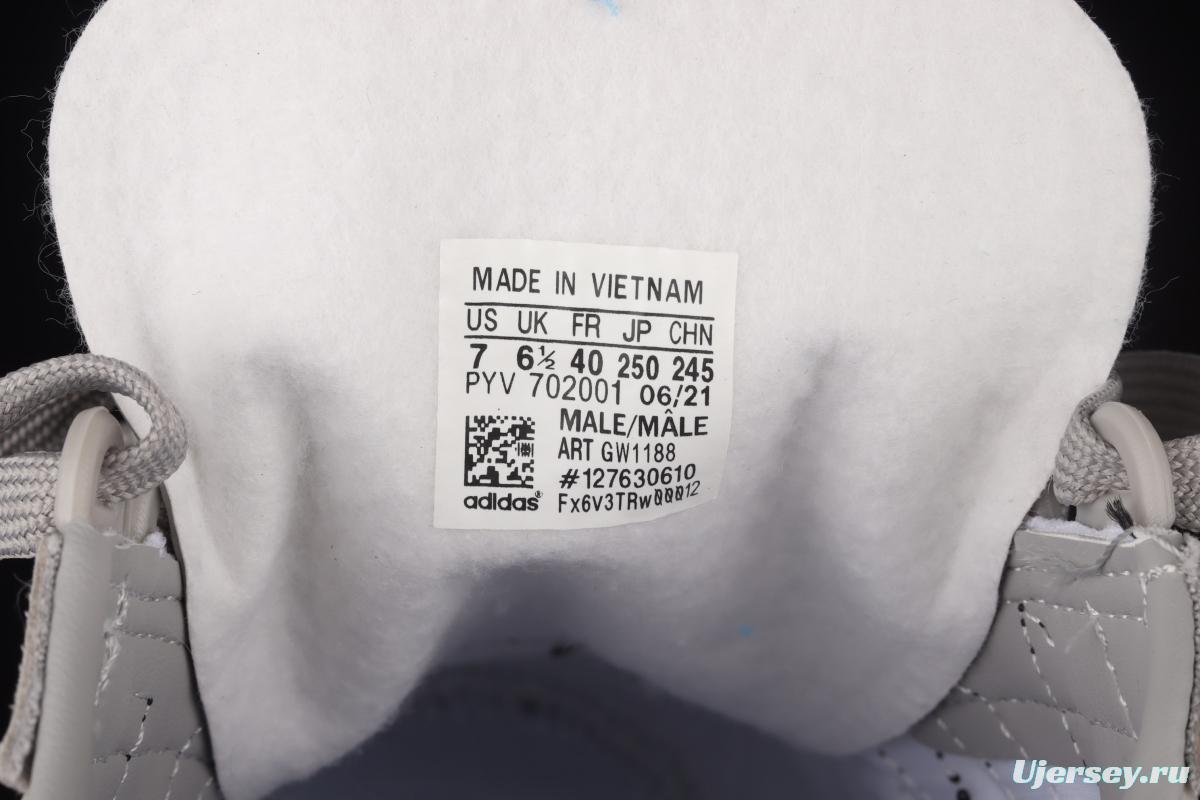 MADE IN VIETNAM
US UK FR JP CHN
7 6½ 40 250 245
PYV 702001 06/21
MALE/MÂLE
ART GW1188
#127630610
adidas® Fx6V3TRw00012
Ujersey.ru